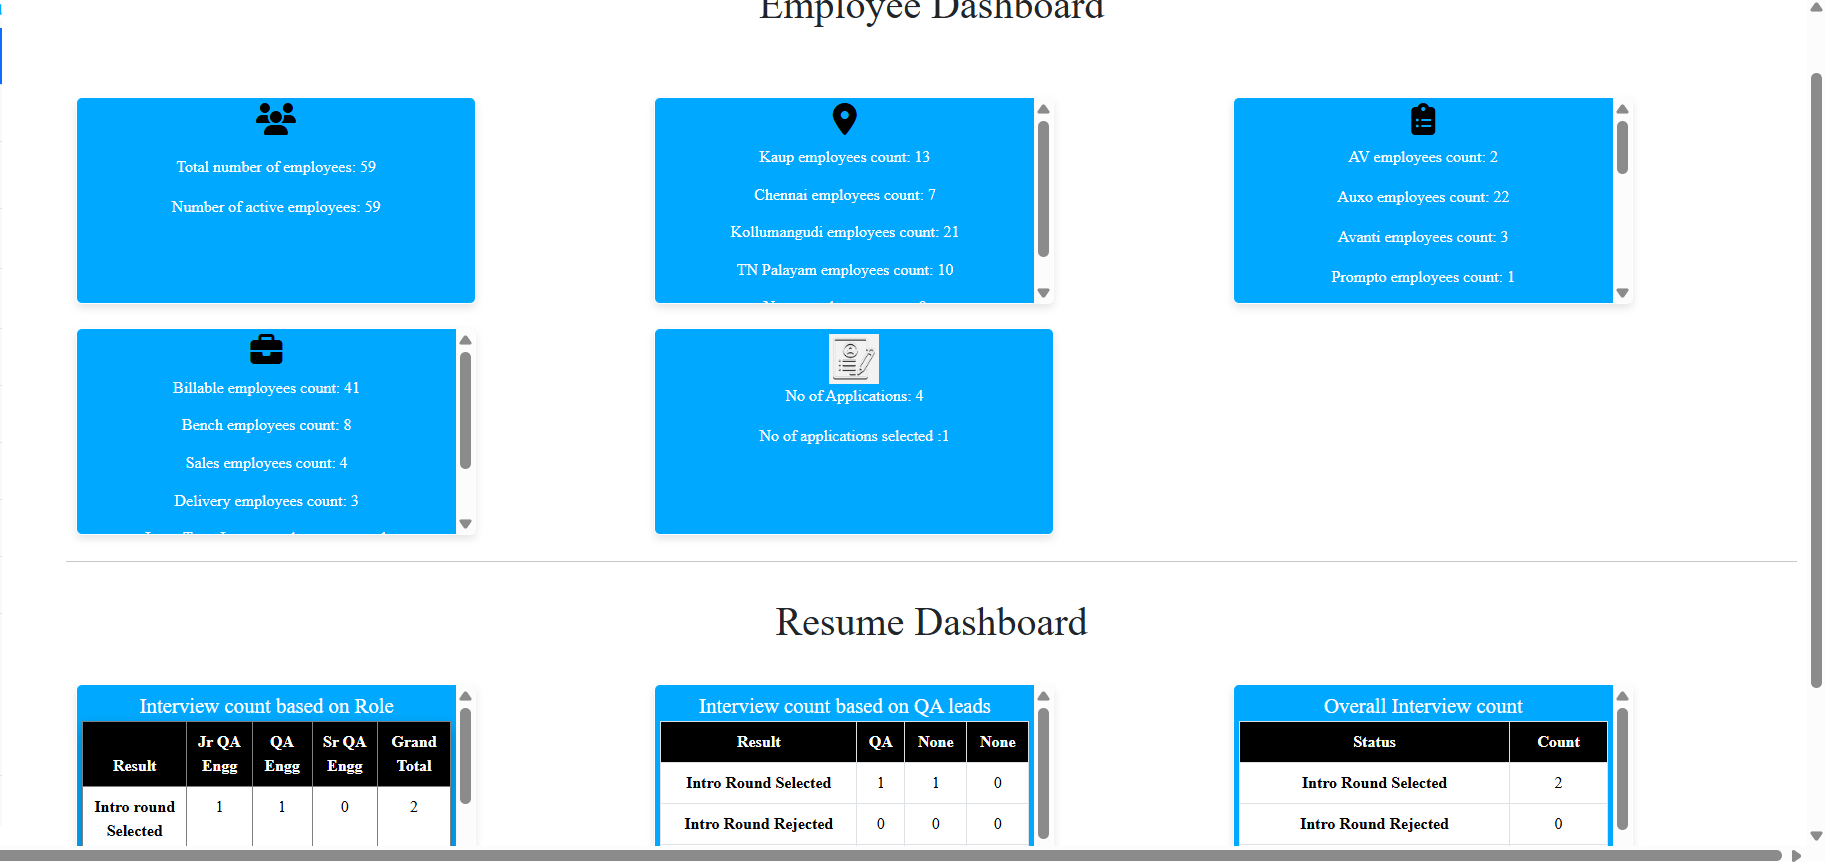 Employee Dashboard
Total number of employees: 59
Number of active employees: 59
Kaup employees count: 13
Chennai employees count: 7
Kollumangudi employees count: 21
TN Palayam employees count: 10
AV employees count: 2
Auxo employees count: 22
Avanti employees count: 3
Prompto employees count: 1
Billable employees count: 41
Bench employees count: 8
Sales employees count: 4
Delivery employees count: 3
No of Applications: 4
No of applications selected :1
Resume Dashboard
Interview count based on Role
Result Jr QA Engg QA Engg Sr QA Engg Grand Total
Intro round Selected 1 1 0 2
Interview count based on QA leads
Result QA None None
Intro Round Selected 1 1 0
Intro Round Rejected 0 0 0
Overall Interview count
Status Count
Intro Round Selected 2
Intro Round Rejected 0